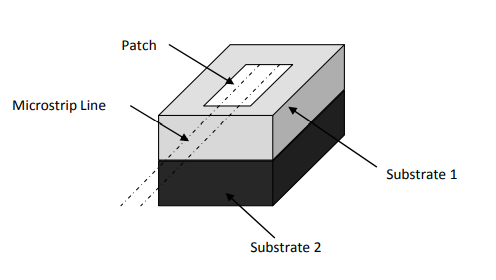 Patch
Microstrip Line
Substrate 1
Substrate 2